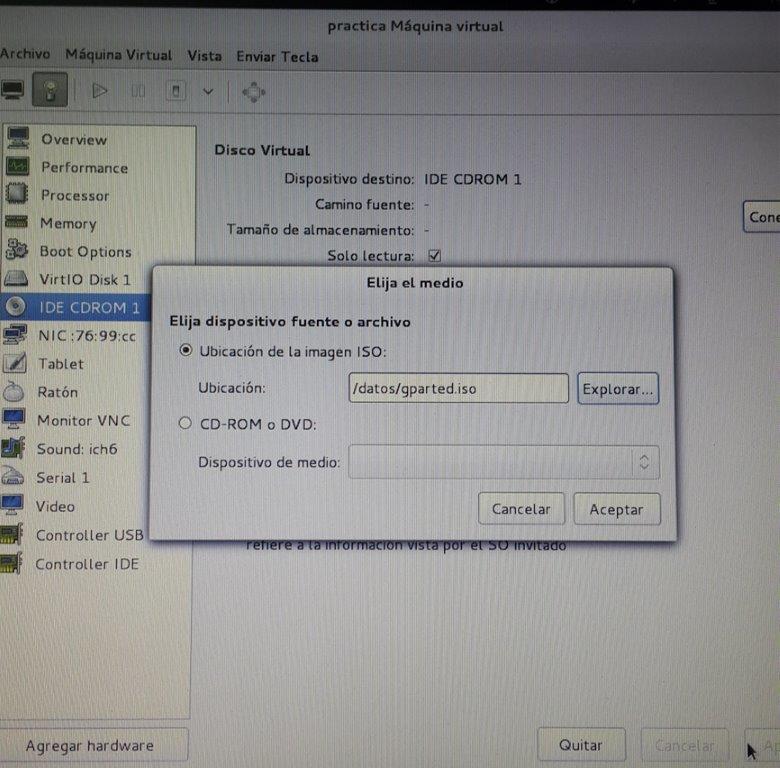 practica Máquina virtual
Archivo Máquina Virtual Vista Enviar Tecla
Overview
Performance
Processor
Memory
Boot Options
VirtIO Disk 1
IDE CDROM 1
NIC :76:99:cc
Tablet
Ratón
Monitor VNC
Sound: ich6
Serial 1
Video
Controller USB
Controller IDE
Agregar hardware
Disco Virtual
Dispositivo destino: IDE CDROM 1
Camino fuente: -
Tamaño de almacenamiento: -
Solo lectura:
Cone
Elija el medio
Elija dispositivo fuente o archivo
Ubicación de la imagen ISO:
Ubicación: /datos/gparted.iso Explorar...
CD-ROM o DVD:
Dispositivo de medio:
Cancelar Aceptar
refiere a la información vista por el SO invitado
Quitar Cancelar Ap